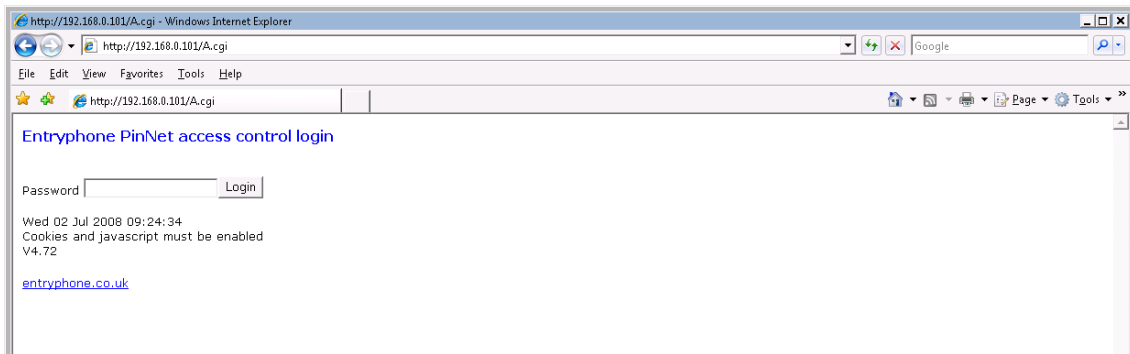 http://192.168.0.101/A.cgi - Windows Internet Explorer
http://192.168.0.101/A.cgi
Google
File Edit View Favorites Tools Help
http://192.168.0.101/A.cgi
Page Tools »
Entryphone PinNet access control login
Password Login
Wed 02 Jul 2008 09:24:34
Cookies and javascript must be enabled
V4.72
entryphone.co.uk